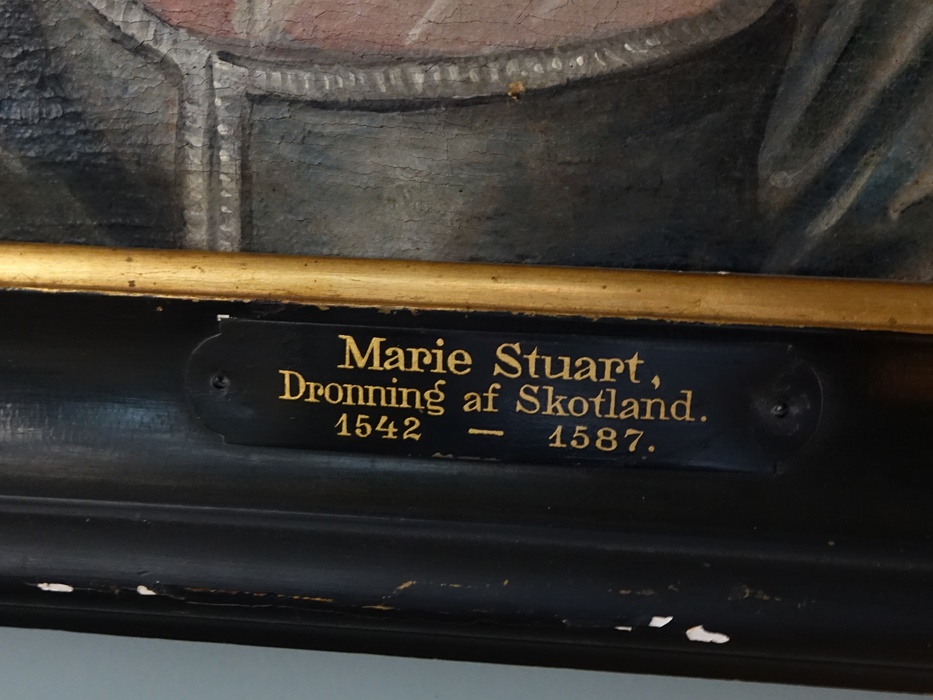 Marie Stuart,
Dronning af Skotland.
1542 — 1587.